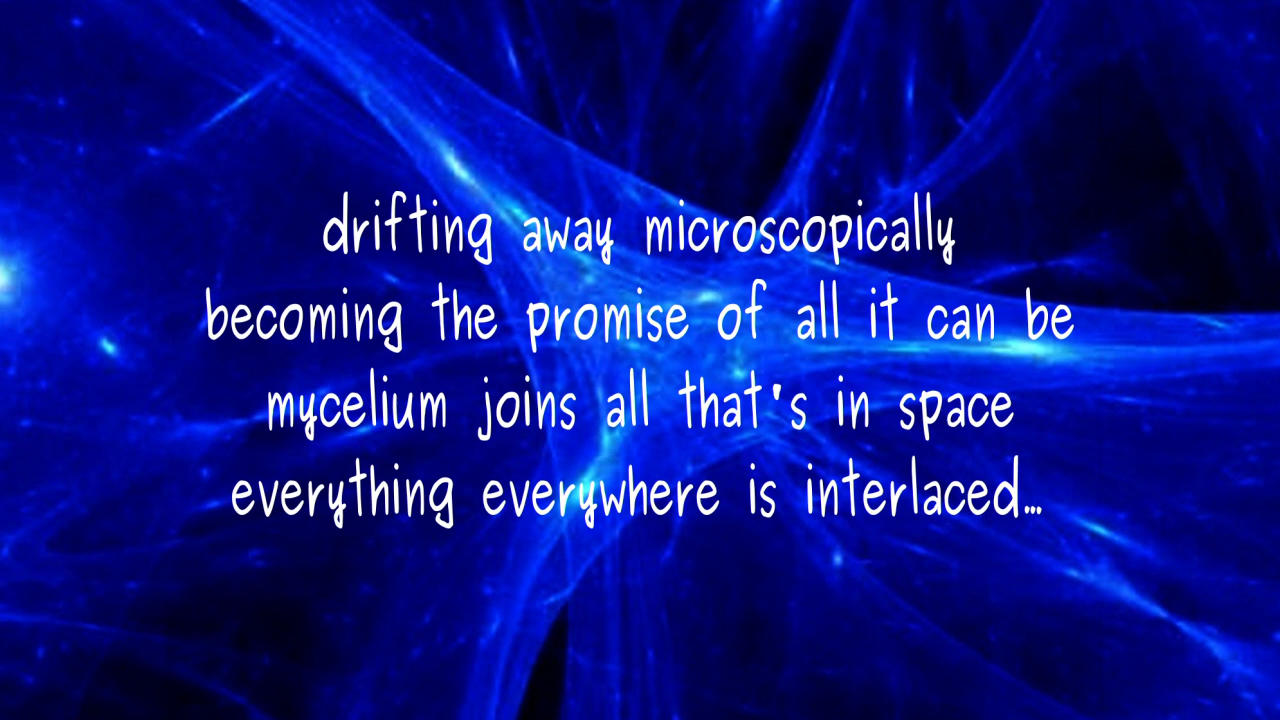 drifting away microscopically
becoming the promise of all it can be
mycelium joins all that's in space
everything everywhere is interlaced...